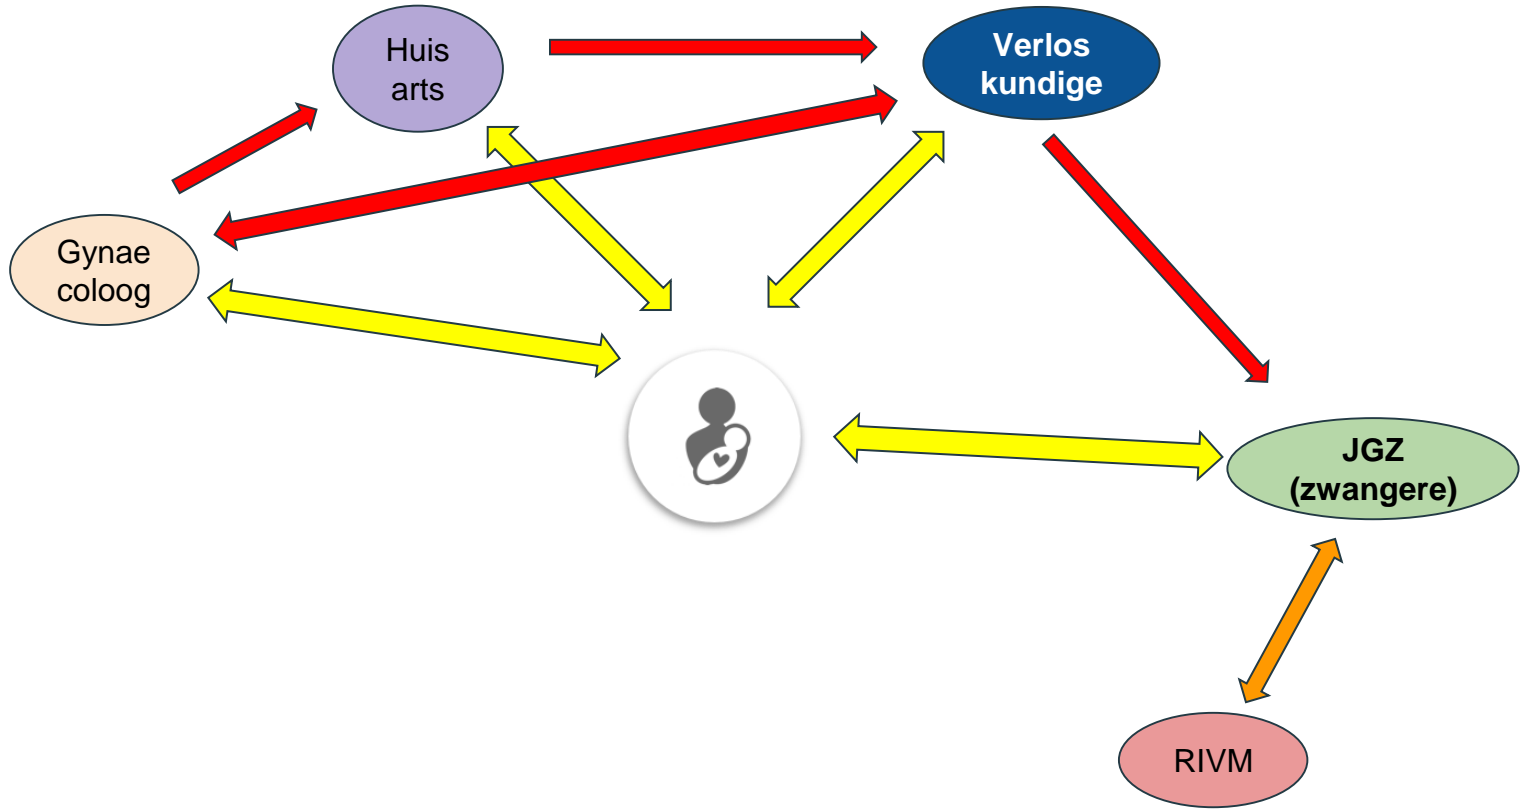 Huis
arts
Verlos
kundige
Gynae
coloog
JGZ
(zwangere)
RIVM